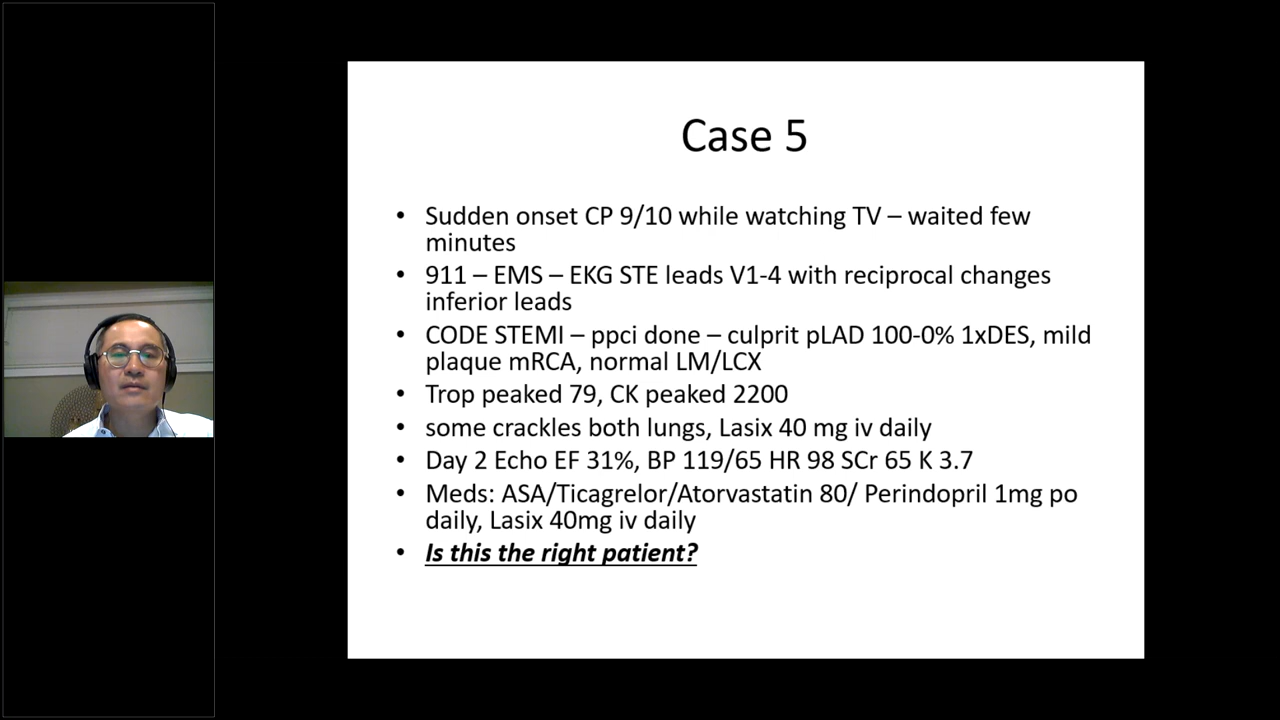 Case 5
• Sudden onset CP 9/10 while watching TV – waited few
minutes
• 911 – EMS – EKG STE leads V1-4 with reciprocal changes
inferior leads
• CODE STEMI – ppci done – culprit pLAD 100-0% 1xDES, mild
plaque mRCA, normal LM/LCX
• Trop peaked 79, CK peaked 2200
• some crackles both lungs, Lasix 40 mg iv daily
• Day 2 Echo EF 31%, BP 119/65 HR 98 SCr 65 K 3.7
• Meds: ASA/Ticagrelor/Atorvastatin 80/ Perindopril 1mg po
daily, Lasix 40mg iv daily
• Is this the right patient?